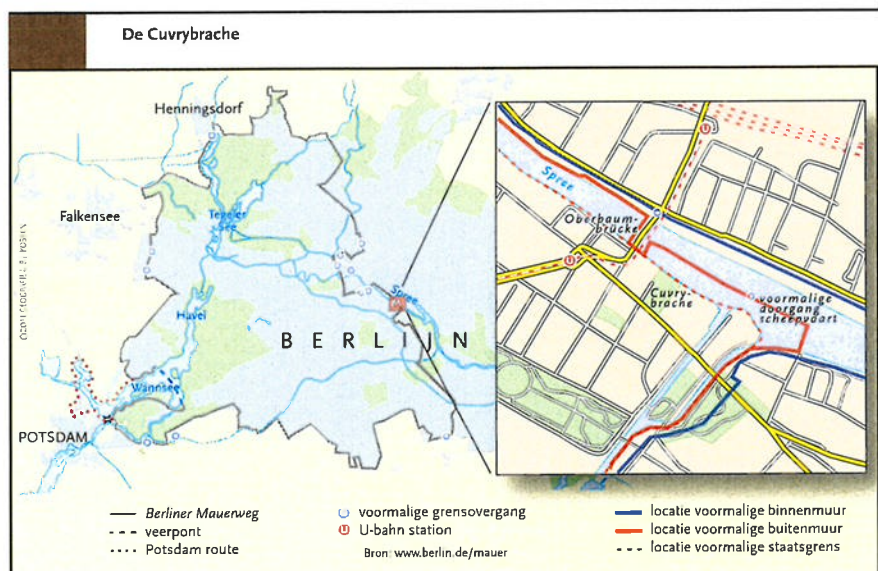 De Cuvrybrache
Henningsdorf
Falkensee
Tegeler
See
Havel
Spree
BERLIJN
Wannsee
POTSDAM
Spree
Oberbaum-
brücke
Cuvry-
brache
voormalige
doorgang
scheepvaart
U
U
Berliner Mauerweg
veerpont
Potsdam route
voormalige grensovergang
U U-bahn station
Bron: www.berlin.de/mauer
locatie voormalige binnenmuur
locatie voormalige buitenmuur
locatie voormalige staatsgrens